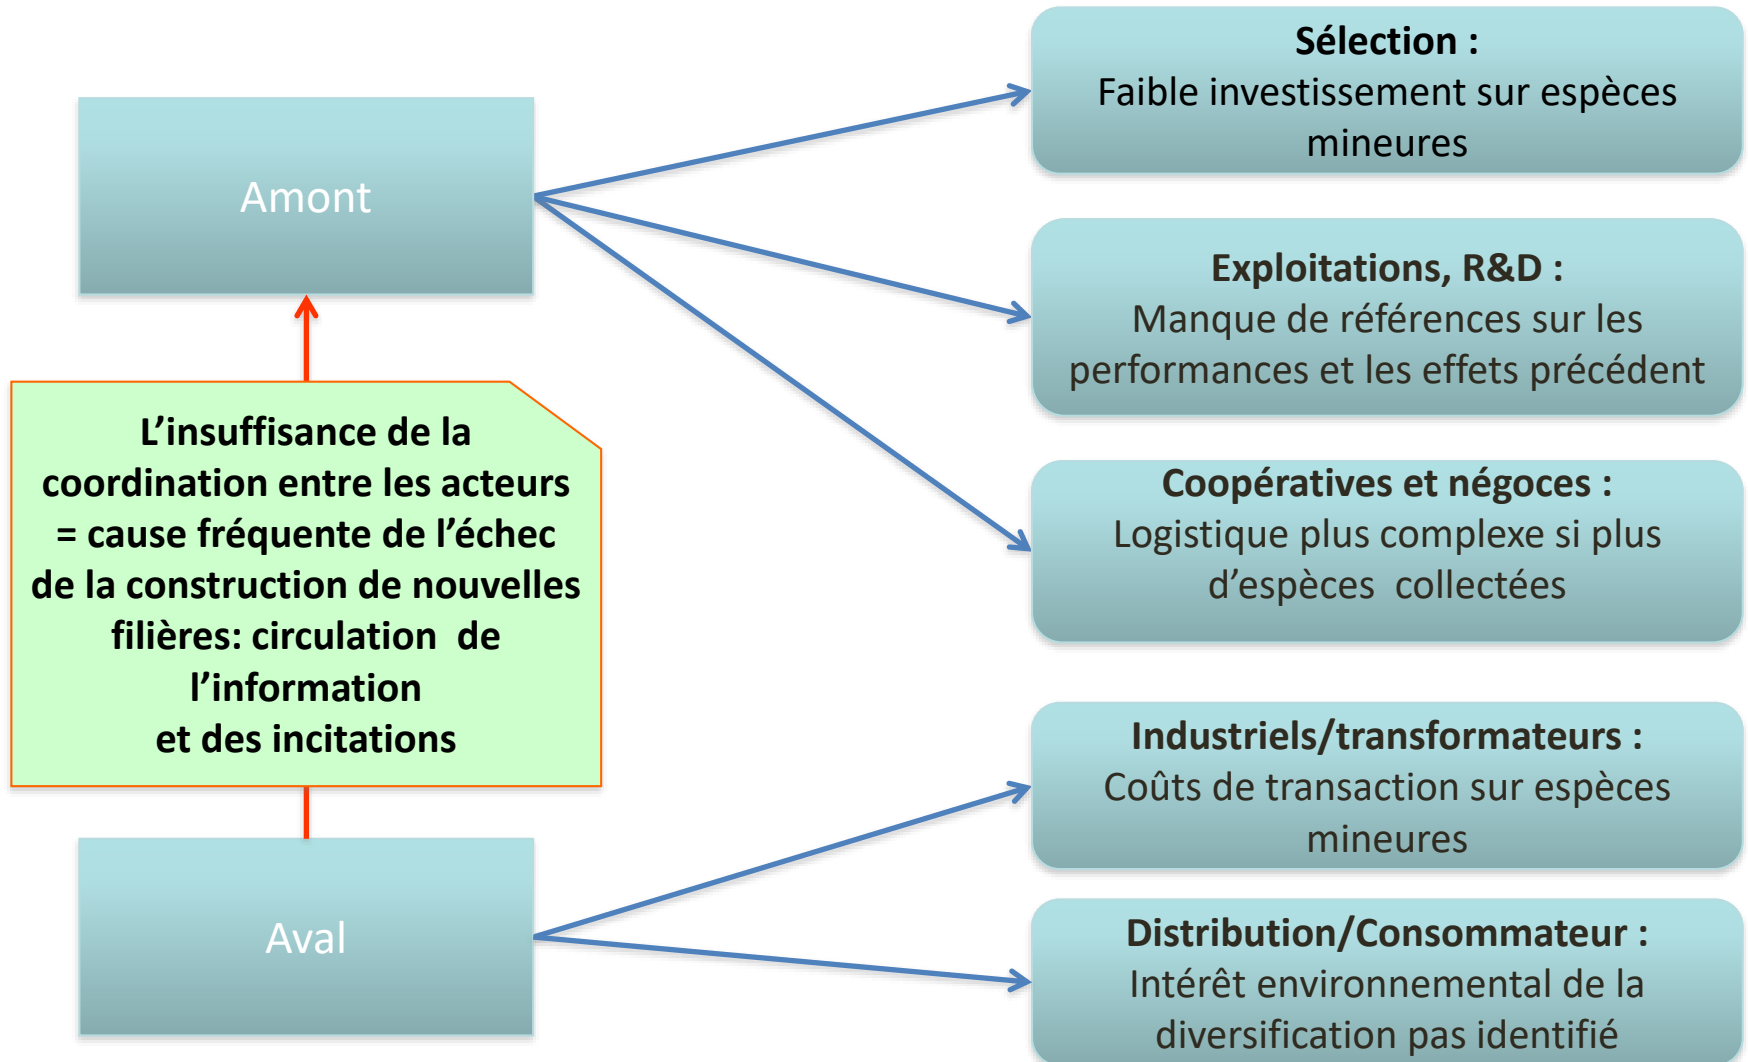 Amont
L’insuffisance de la
coordination entre les acteurs
= cause fréquente de l’échec
de la construction de nouvelles
filières: circulation de
l’information
et des incitations
Aval
Sélection :
Faible investissement sur espèces
mineures
Exploitations, R&D :
Manque de références sur les
performances et les effets précédent
Coopératives et négoces :
Logistique plus complexe si plus
d’espèces collectées
Industriels/transformateurs :
Coûts de transaction sur espèces
mineures
Distribution/Consommateur :
Intérêt environnemental de la
diversification pas identifié